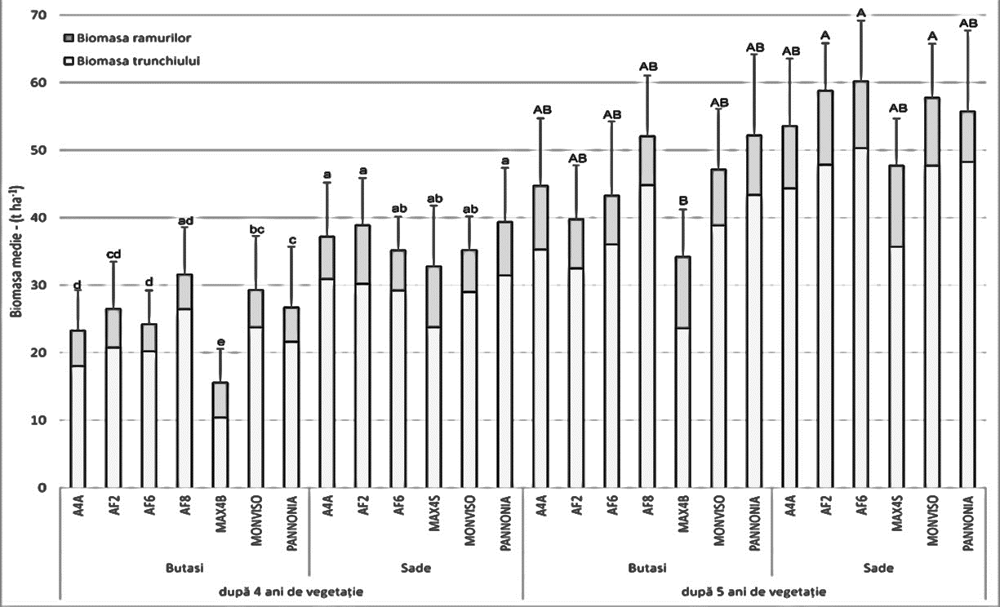 70
60
50
40
30
20
10
0
Biomasa medie - (t ha-1)
Biomasa ramurilor
Biomasa trunchiului
d cd d ad e bc c a a ab ab ab a AB AB AB AB B AB AB AB A A AB A AB
A4A AF2 AF6 AF8 MAX4B MONVISO PANNONIA A4A AF2 AF6 MAX4S MONVISO PANNONIA A4A AF2 AF6 AF8 MAX4B MONVISO PANNONIA A4A AF2 AF6 MAX4S MONVISO PANNONIA
Butasi Sade Butasi Sade
după 4 ani de vegetație după 5 ani de vegetație